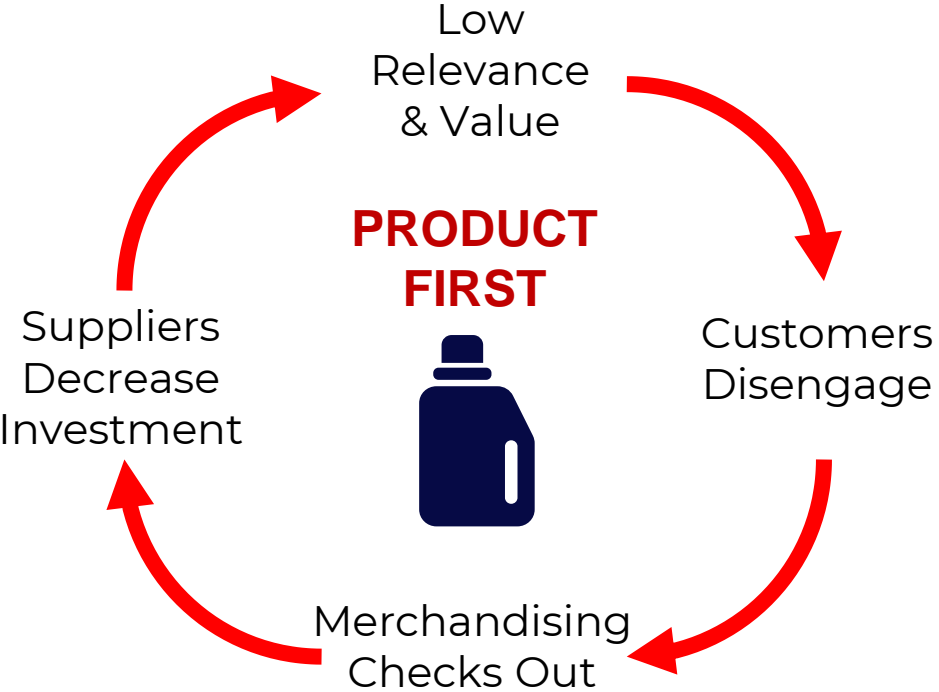 Low
Relevance
& Value
PRODUCT
FIRST
Customers
Disengage
Merchandising
Checks Out
Suppliers
Decrease
Investment